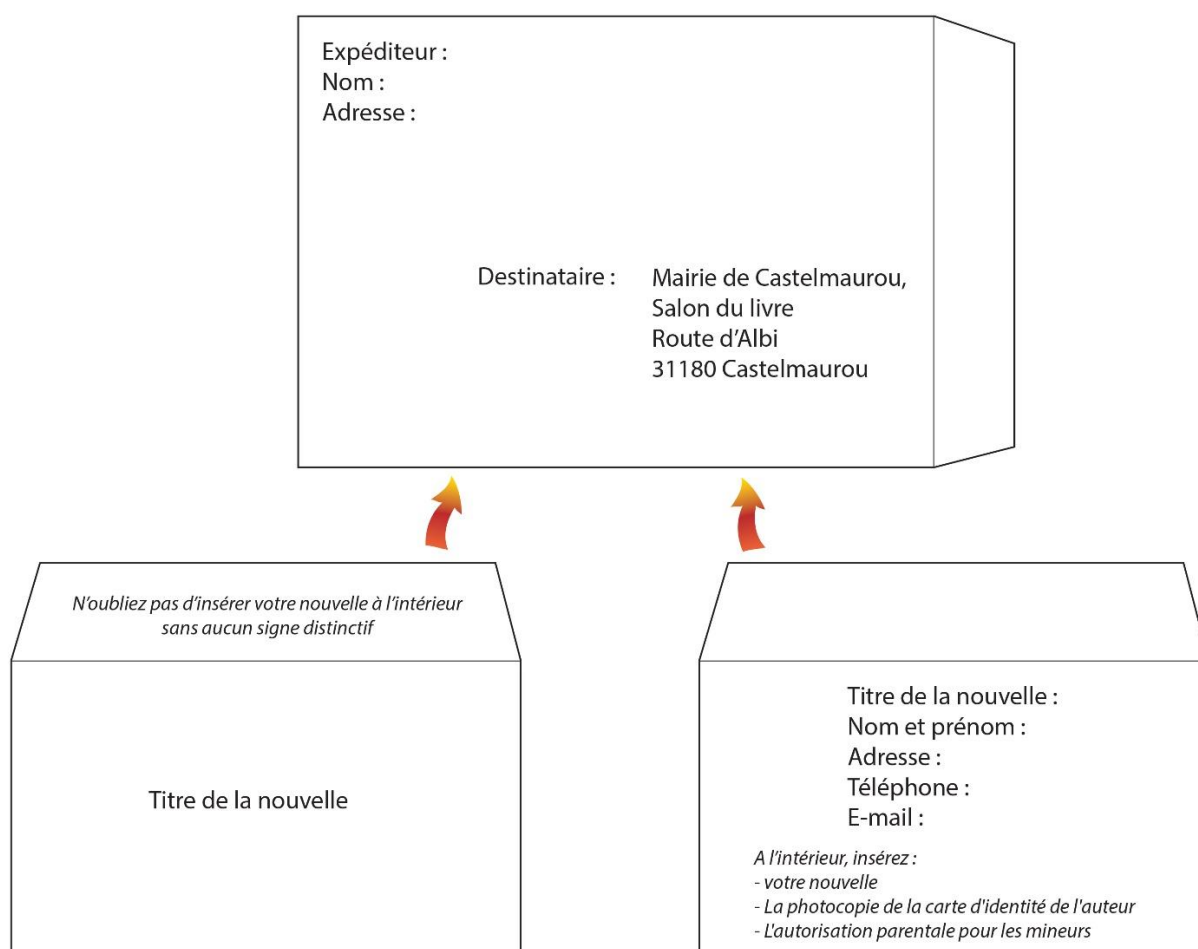 Expéditeur :
Nom :
Adresse :
Destinataire : Mairie de Castelmaurou,
Salon du livre
Route d’Albi
31180 Castelmaurou
N’oubliez pas d’insérer votre nouvelle à l’intérieur
sans aucun signe distinctif
Titre de la nouvelle
Titre de la nouvelle :
Nom et prénom :
Adresse :
Téléphone :
E-mail :
A l’intérieur, insérez :
- votre nouvelle
- La photocopie de la carte d'identité de l'auteur
- L'autorisation parentale pour les mineurs